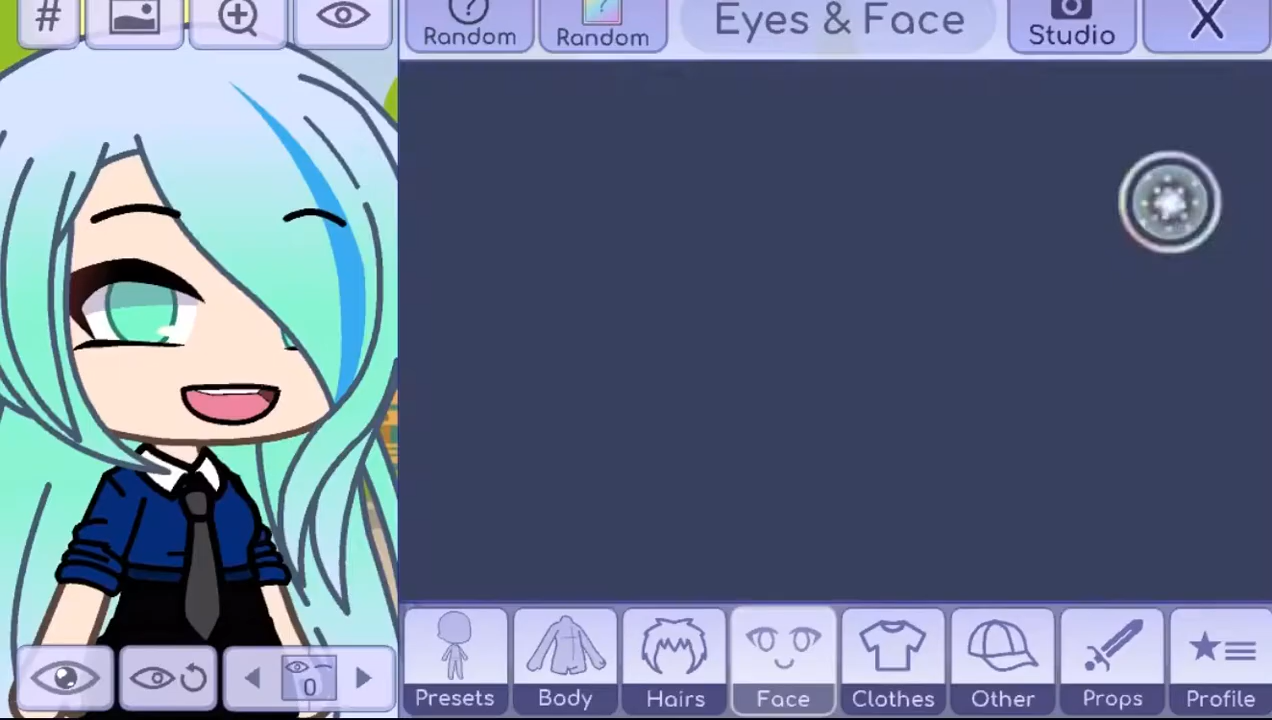 #
? Random
? Random
Eyes & Face
Studio
X
0
Presets
Body
Hairs
Face
Clothes
Other
Props
Profile